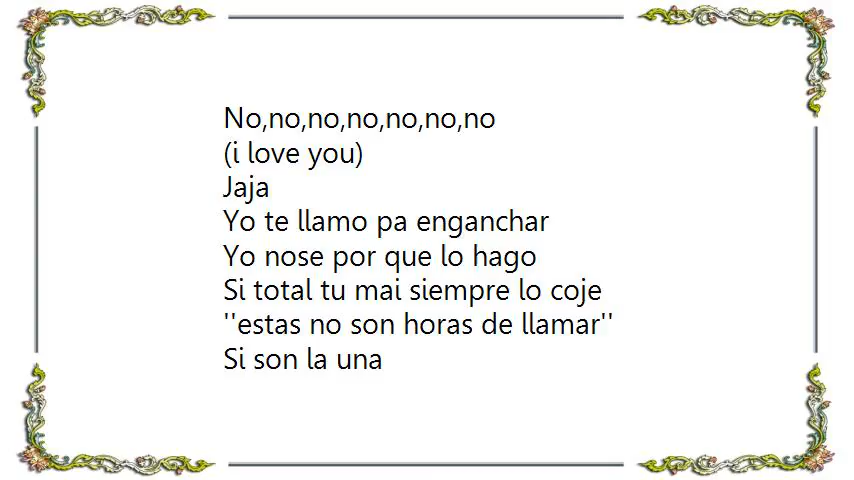 No,no,no,no,no,no,no
(i love you)
Jaja
Yo te llamo pa enganchar
Yo nose por que lo hago
Si total tu mai siempre lo coje
''estas no son horas de llamar''
Si son la una